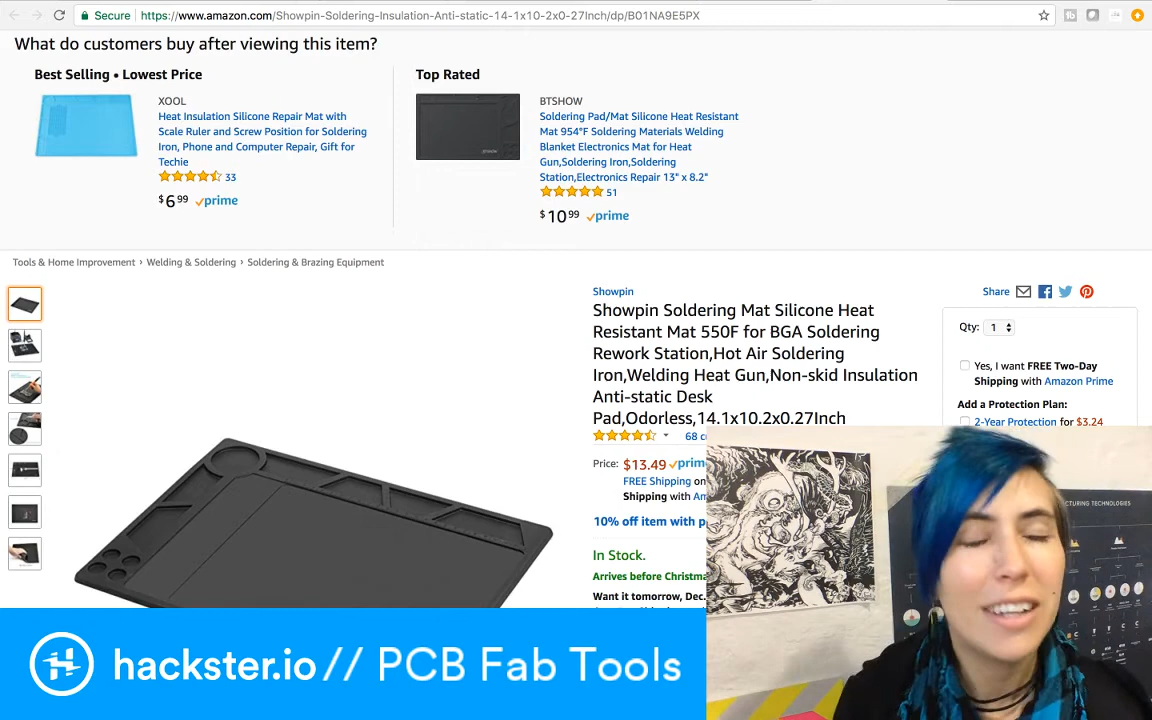 Secure https://www.amazon.com/Showpin-Soldering-Insulation-Anti-static-14-1x10-2x0-27Inch/dp/B01NA9E5PX
What do customers buy after viewing this item?
Best Selling • Lowest Price
XOOL
Heat Insulation Silicone Repair Mat with
Scale Ruler and Screw Position for Soldering
Iron, Phone and Computer Repair, Gift for
Techie
33
$6.99 prime
Top Rated
BTSHOW
Soldering Pad/Mat Silicone Heat Resistant
Mat 954°F Soldering Materials Welding
Blanket Electronics Mat for Heat
Gun,Soldering Iron,Soldering
Station,Electronics Repair 13" x 8.2"
51
$10.99 prime
Tools & Home Improvement › Welding & Soldering › Soldering & Brazing Equipment
Showpin
Showpin Soldering Mat Silicone Heat
Resistant Mat 550F for BGA Soldering
Rework Station,Hot Air Soldering
Iron,Welding Heat Gun,Non-skid Insulation
Anti-static Desk
Pad,Odorless,14.1x10.2x0.27Inch
68 c
Price: $13.49 prim
FREE Shipping on
Shipping with Am
10% off item with p
In Stock.
Arrives before Christma
Want it tomorrow, Dec.
Share
Qty: 1
Yes, I want FREE Two-Day
Shipping with Amazon Prime
Add a Protection Plan:
2-Year Protection for $3.24
CTURING TECHNOLOGIES
hackster.io // PCB Fab Tools